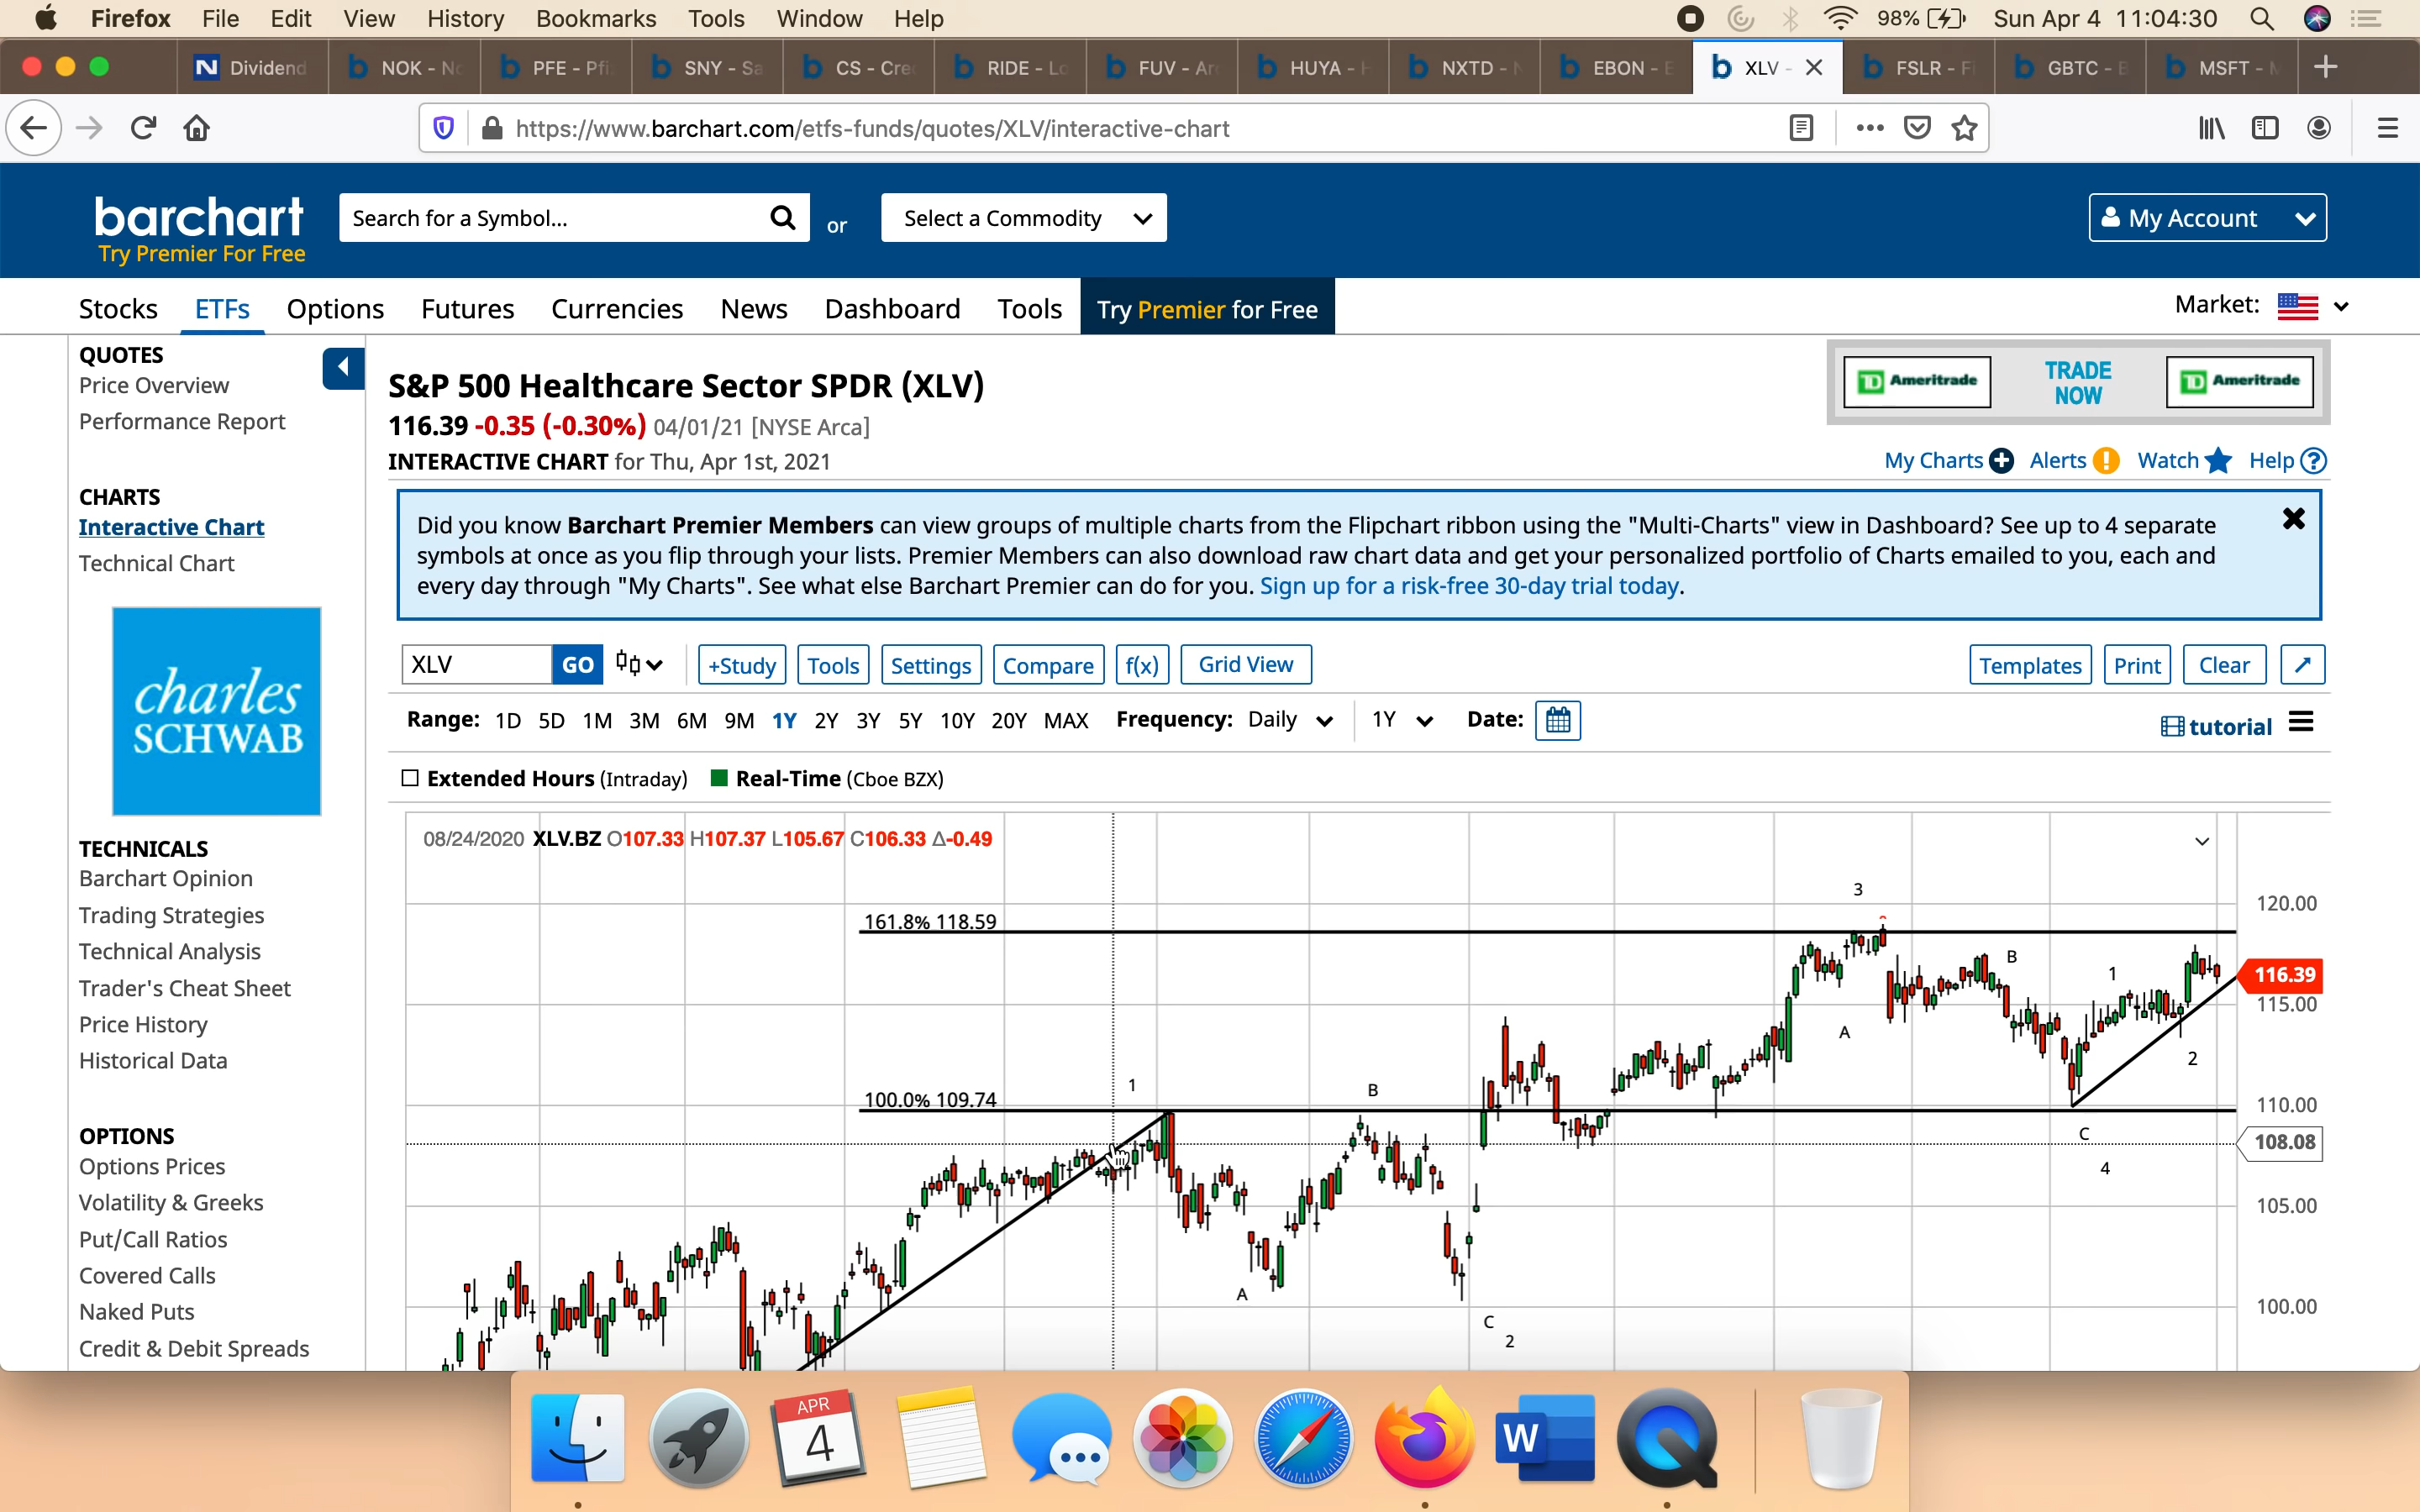 Firefox File Edit View History Bookmarks Tools Window Help 98% Sun Apr 4 11:04:30
Dividend NOK - PFE - Pfi SNY - Sa CS - Cre RIDE - Lo FUV - Ar HUYA - NXTD - EBON - XLV - FSLR - GBTC - MSFT -
https://www.barchart.com/etfs-funds/quotes/XLV/interactive-chart
barchart
Try Premier For Free
Search for a Symbol...
or
Select a Commodity
My Account
Stocks ETFs Options Futures Currencies News Dashboard Tools Try Premier for Free
Market:
QUOTES
Price Overview
Performance Report
CHARTS
Interactive Chart
Technical Chart
charles
SCHWAB
TECHNICALS
Barchart Opinion
Trading Strategies
Technical Analysis
Trader's Cheat Sheet
Price History
Historical Data
OPTIONS
Options Prices
Volatility & Greeks
Put/Call Ratios
Covered Calls
Naked Puts
Credit & Debit Spreads
S&P 500 Healthcare Sector SPDR (XLV)
116.39 -0.35 (-0.30%) 04/01/21 [NYSE Arca]
INTERACTIVE CHART for Thu, Apr 1st, 2021
Ameritrade
TRADE
NOW
Ameritrade
My Charts Alerts Watch Help
Did you know Barchart Premier Members can view groups of multiple charts from the Flipchart ribbon using the "Multi-Charts" view in Dashboard? See up to 4 separate
symbols at once as you flip through your lists. Premier Members can also download raw chart data and get your personalized portfolio of Charts emailed to you, each and
every day through "My Charts". See what else Barchart Premier can do for you. Sign up for a risk-free 30-day trial today.
XLV GO +Study Tools Settings Compare f(x) Grid View Templates Print Clear
Range: 1D 5D 1M 3M 6M 9M 1Y 2Y 3Y 5Y 10Y 20Y MAX Frequency: Daily 1Y Date: tutorial
Extended Hours (Intraday) Real-Time (Cboe BZX)
08/24/2020 XLV.BZ O107.33 H107.37 L105.67 C106.33 Δ-0.49
3
120.00
161.8% 118.59
B
1
116.39
115.00
A
2
1
B
100.0% 109.74
110.00
C
108.08
4
105.00
A
100.00
C
2
APR
4
W